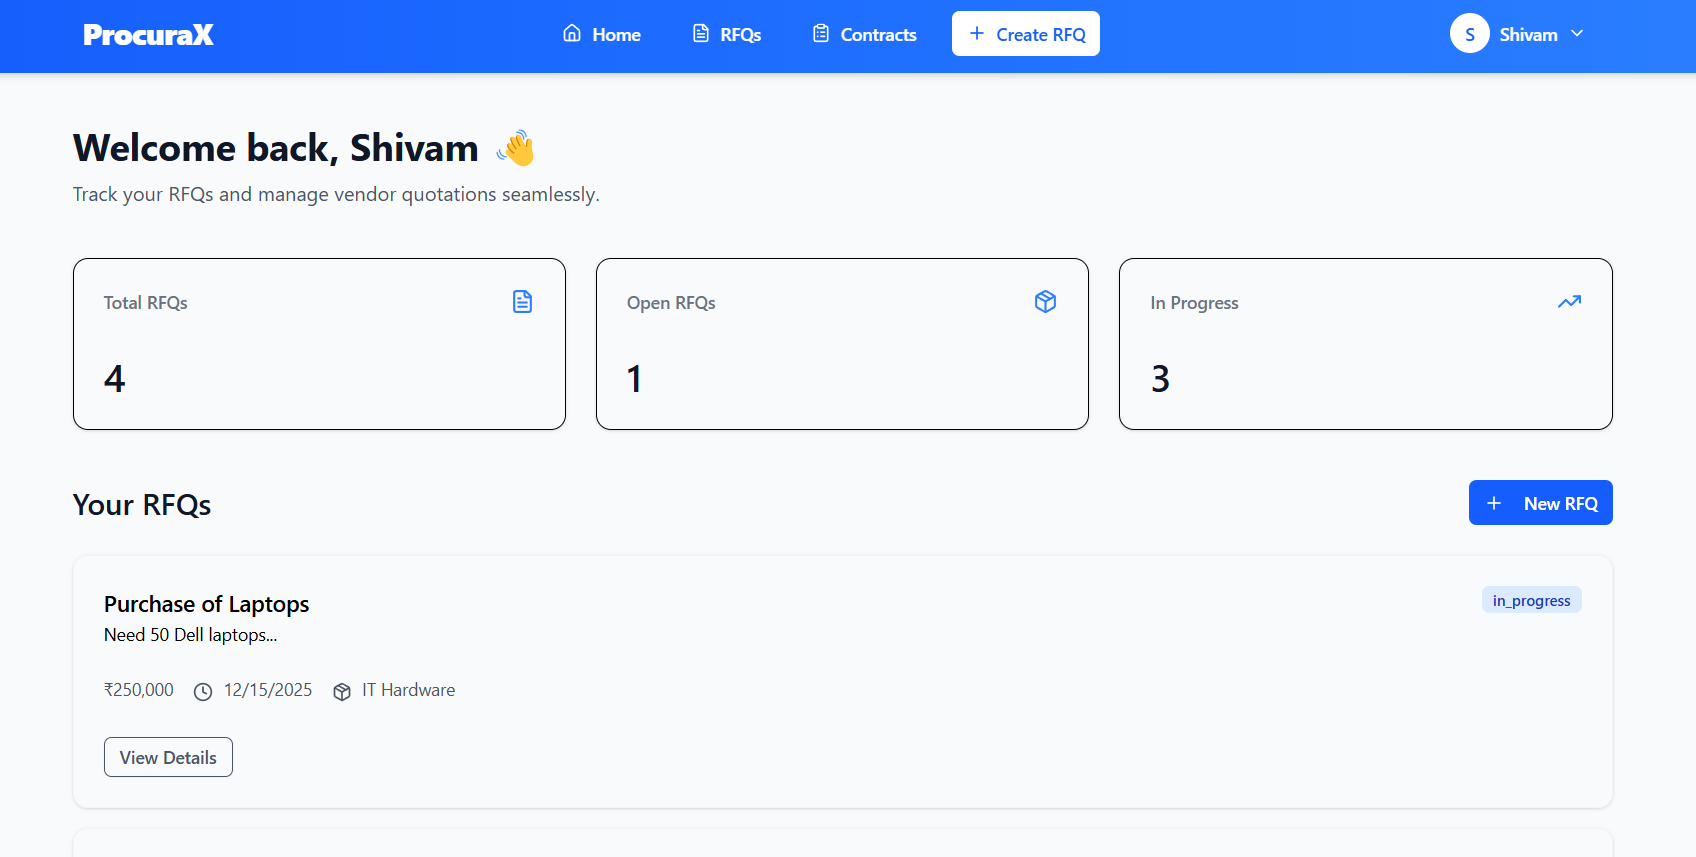 ProcuraX
Home
RFQs
Contracts
Create RFQ
S
Shivam
Welcome back, Shivam 👋
Track your RFQs and manage vendor quotations seamlessly.
Total RFQs
Open RFQs
In Progress
4
1
3
Your RFQs
New RFQ
Purchase of Laptops
in_progress
Need 50 Dell laptops...
₹250,000
12/15/2025
IT Hardware
View Details